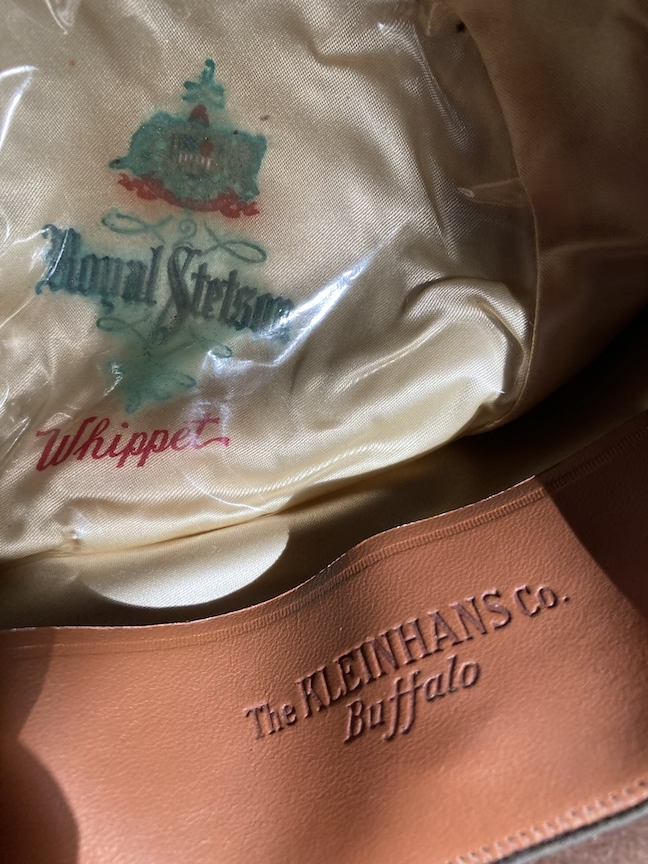 Royal Stetson
Whippet
The KLEINHANS Co.
Buffalo